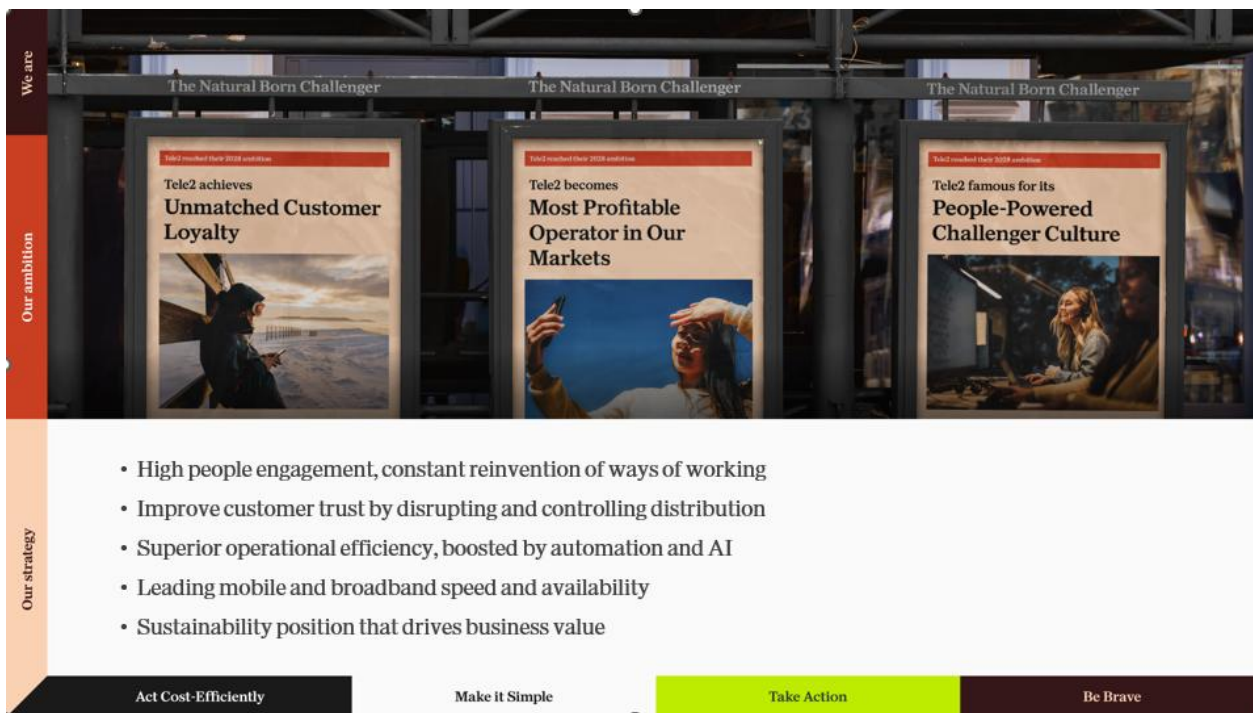 We are
The Natural Born Challenger
The Natural Born Challenger
The Natural Born Challenger
Our ambition
Tele2 reached their 2028 ambition
Tele2 achieves
Unmatched Customer
Loyalty
Tele2 reached their 2028 ambition
Tele2 becomes
Most Profitable
Operator in Our
Markets
Tele2 reached their 2028 ambition
Tele2 famous for its
People-Powered
Challenger Culture
Our strategy
• High people engagement, constant reinvention of ways of working
• Improve customer trust by disrupting and controlling distribution
• Superior operational efficiency, boosted by automation and AI
• Leading mobile and broadband speed and availability
• Sustainability position that drives business value
Act Cost-Efficiently
Make it Simple
Take Action
Be Brave